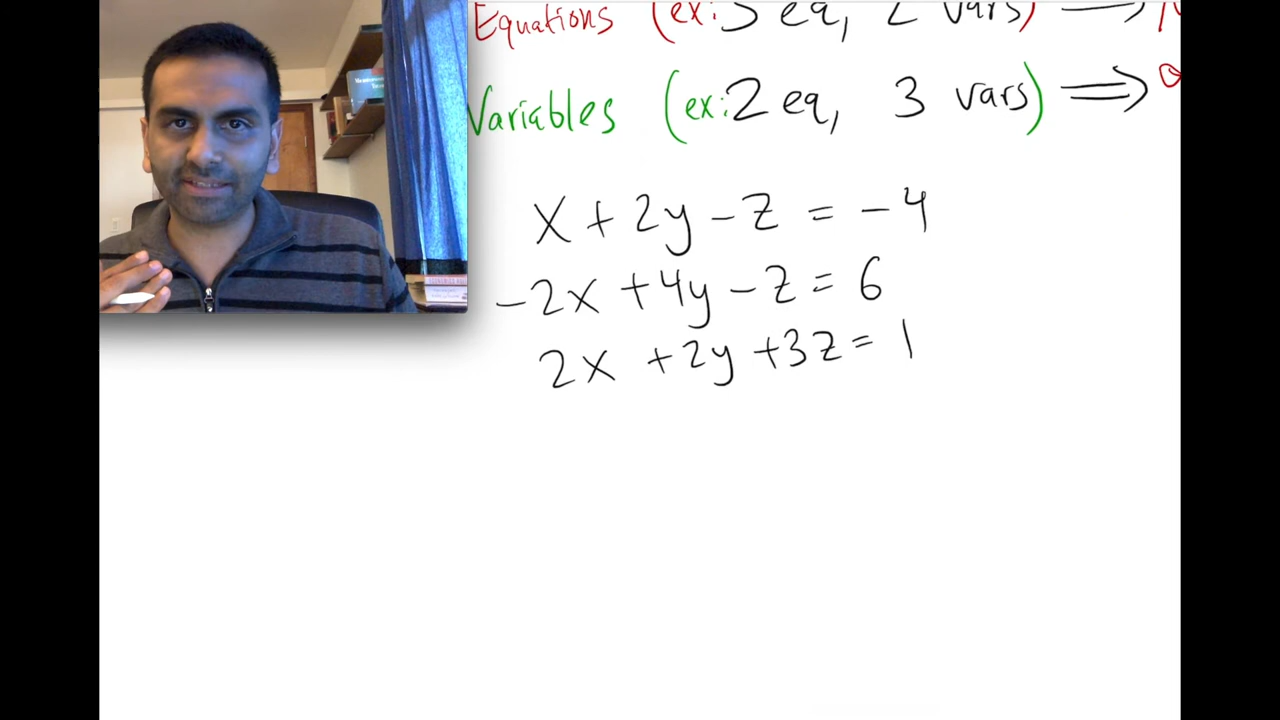 Equations (ex: 3 eq, 2 vars) ⟹
Variables (ex: 2 eq, 3 vars) ⟹
x + 2y - z = -4
-2x + 4y - z = 6
2x + 2y + 3z = 1